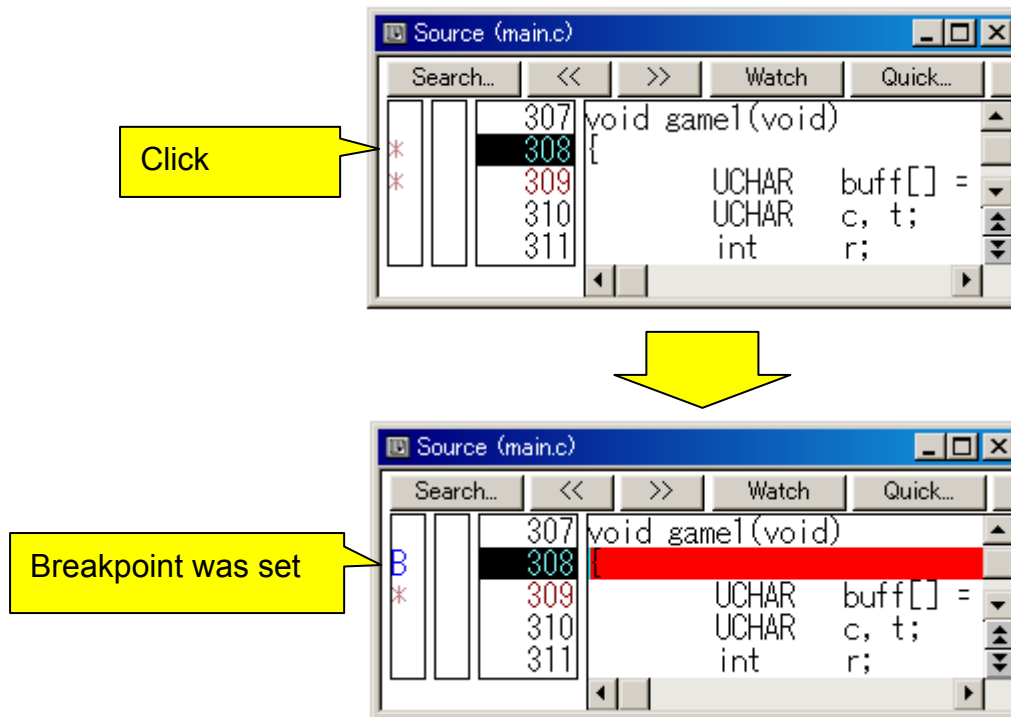 Source (main.c)
Search... << >> Watch Quick...
307 void game1(void)
Click
* 308 {
* 309 UCHAR buff[] =
310 UCHAR c, t;
311 int r;
Source (main.c)
Search... << >> Watch Quick...
307 void game1(void)
Breakpoint was set
B 308 {
* 309 UCHAR buff[] =
310 UCHAR c, t;
311 int r;